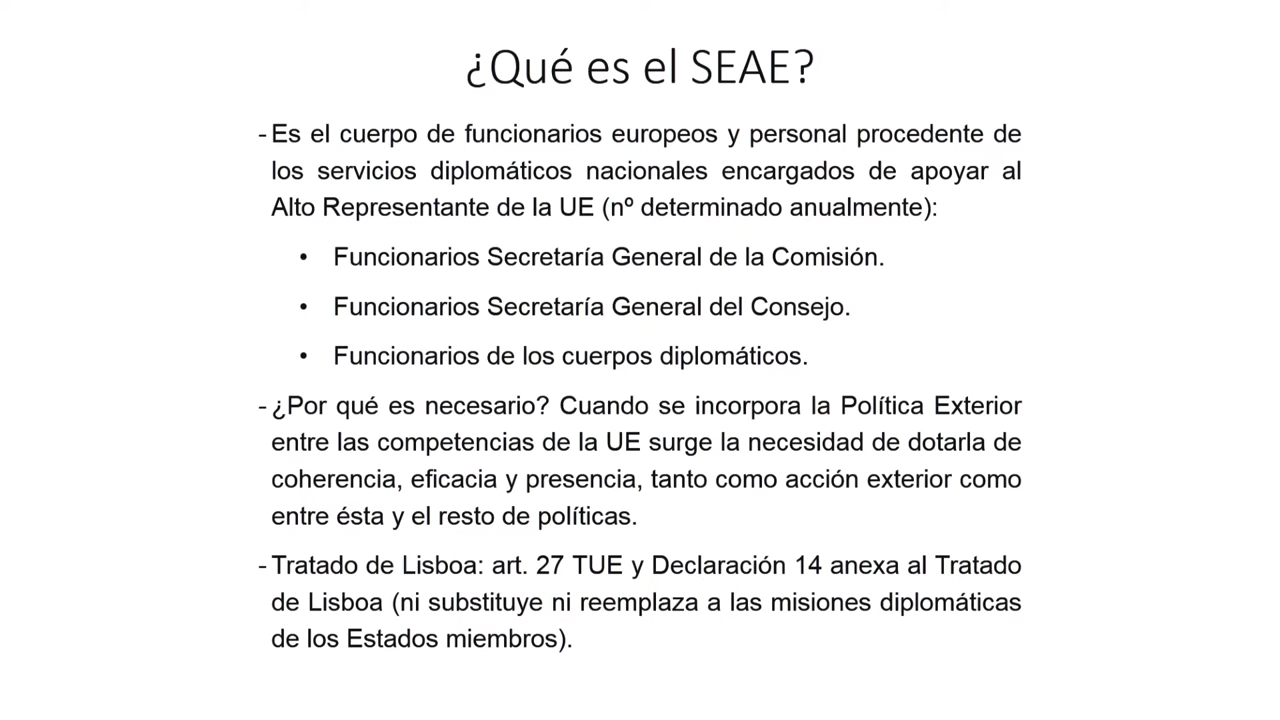 ¿Qué es el SEAE?
- Es el cuerpo de funcionarios europeos y personal procedente de
los servicios diplomáticos nacionales encargados de apoyar al
Alto Representante de la UE (nº determinado anualmente):
• Funcionarios Secretaría General de la Comisión.
• Funcionarios Secretaría General del Consejo.
• Funcionarios de los cuerpos diplomáticos.
- ¿Por qué es necesario? Cuando se incorpora la Política Exterior
entre las competencias de la UE surge la necesidad de dotarla de
coherencia, eficacia y presencia, tanto como acción exterior como
entre ésta y el resto de políticas.
- Tratado de Lisboa: art. 27 TUE y Declaración 14 anexa al Tratado
de Lisboa (ni substituye ni reemplaza a las misiones diplomáticas
de los Estados miembros).